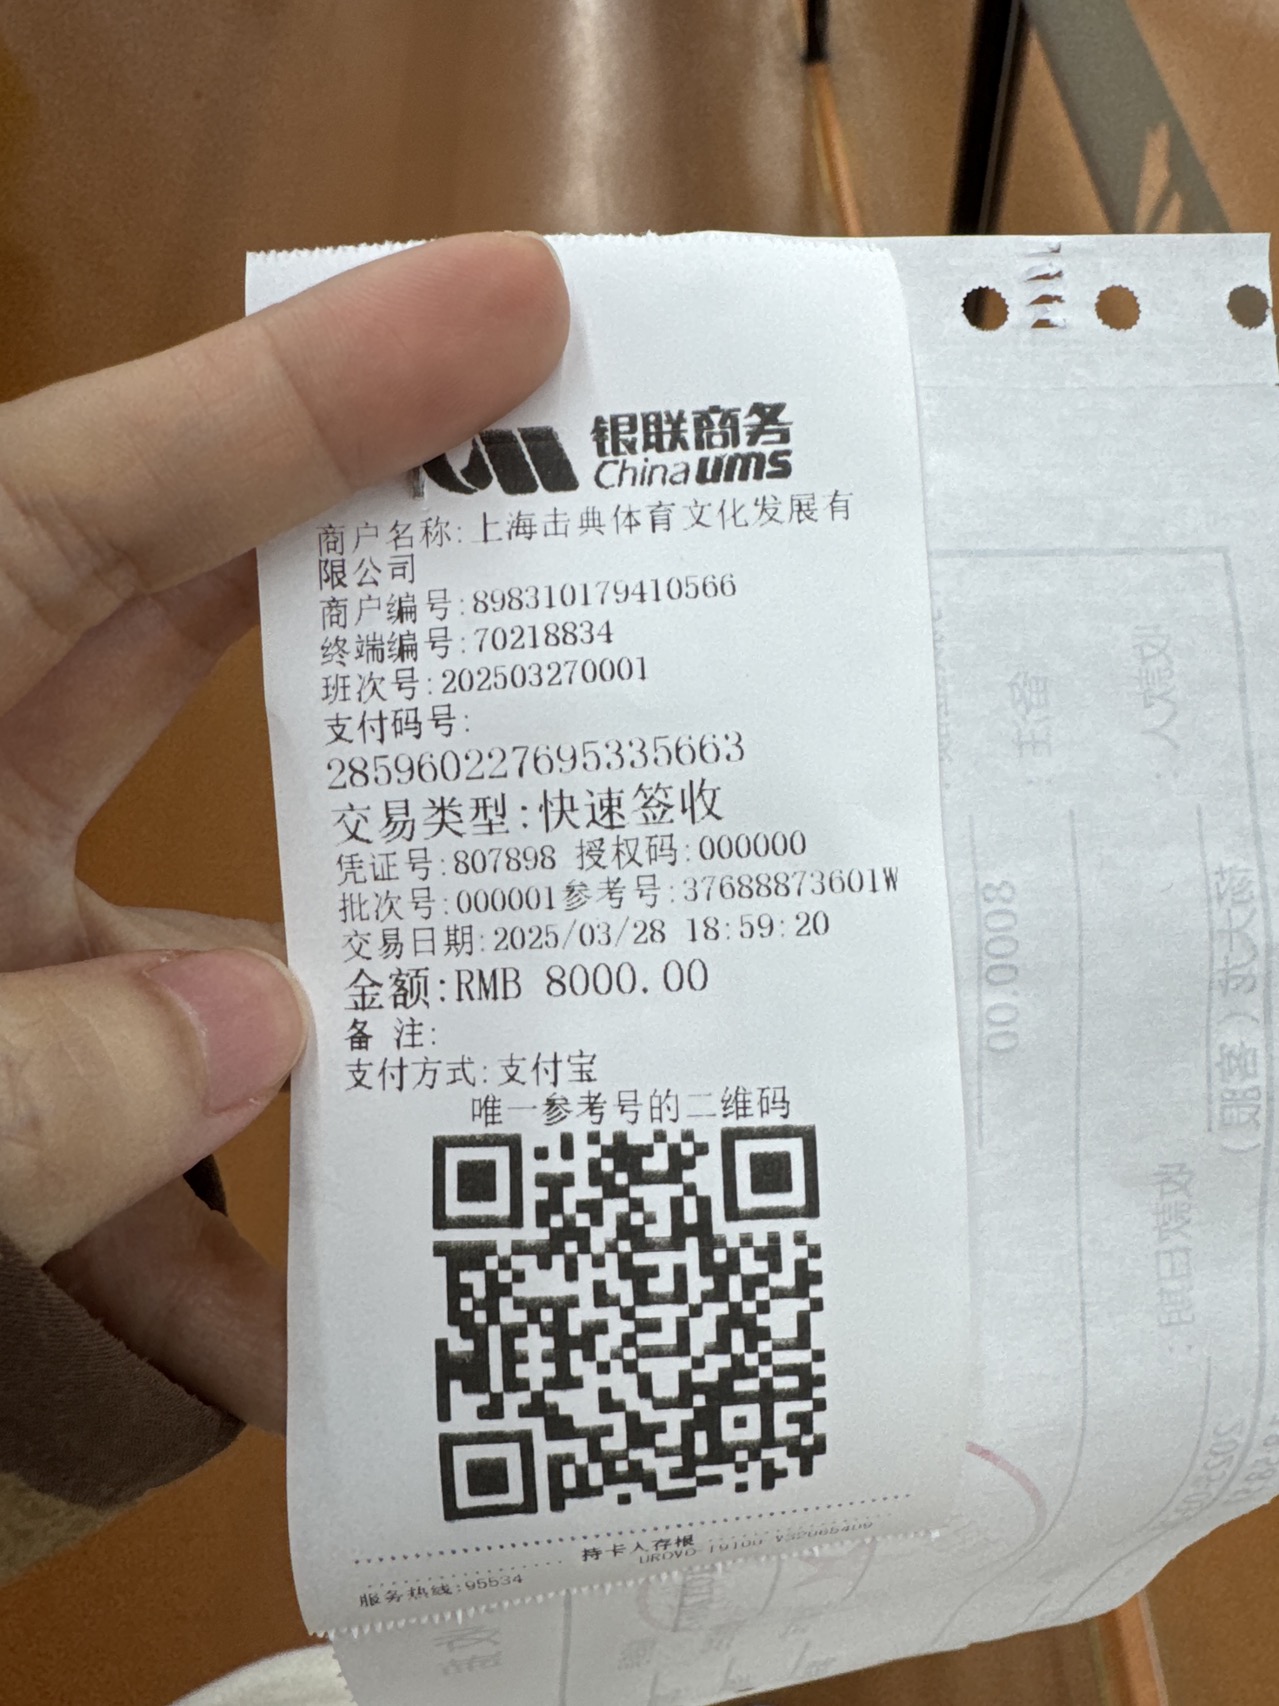 银联商务
China ums
商户名称:上海击典体育文化发展有
限公司
商户编号:898310179410566
终端编号:70218834
班次号:202503270001
支付码号:
285960227695335663
交易类型:快速签收
凭证号:807898 授权码:000000
批次号:000001参考号:37688873601W
交易日期:2025/03/28 18:59:20
金额:RMB 8000.00
备 注:
支付方式:支付宝
唯一参考号的二维码
持卡人存根
服务热线:95534
8000.00